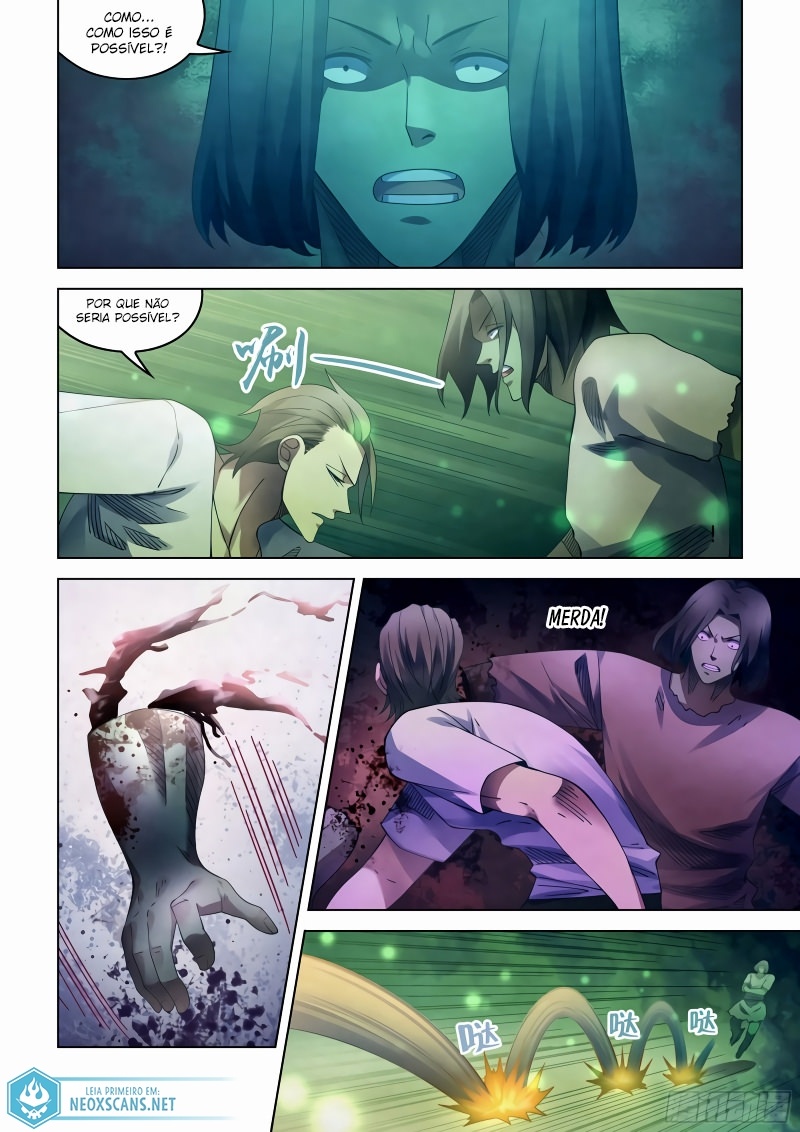 COMO...
COMO ISSO É
POSSÍVEL?!
POR QUE NÃO
SERIA POSSÍVEL?
唰
MERDA!
哒
哒
哒
LEIA PRIMEIRO EM:
NEOXSCANS.NET